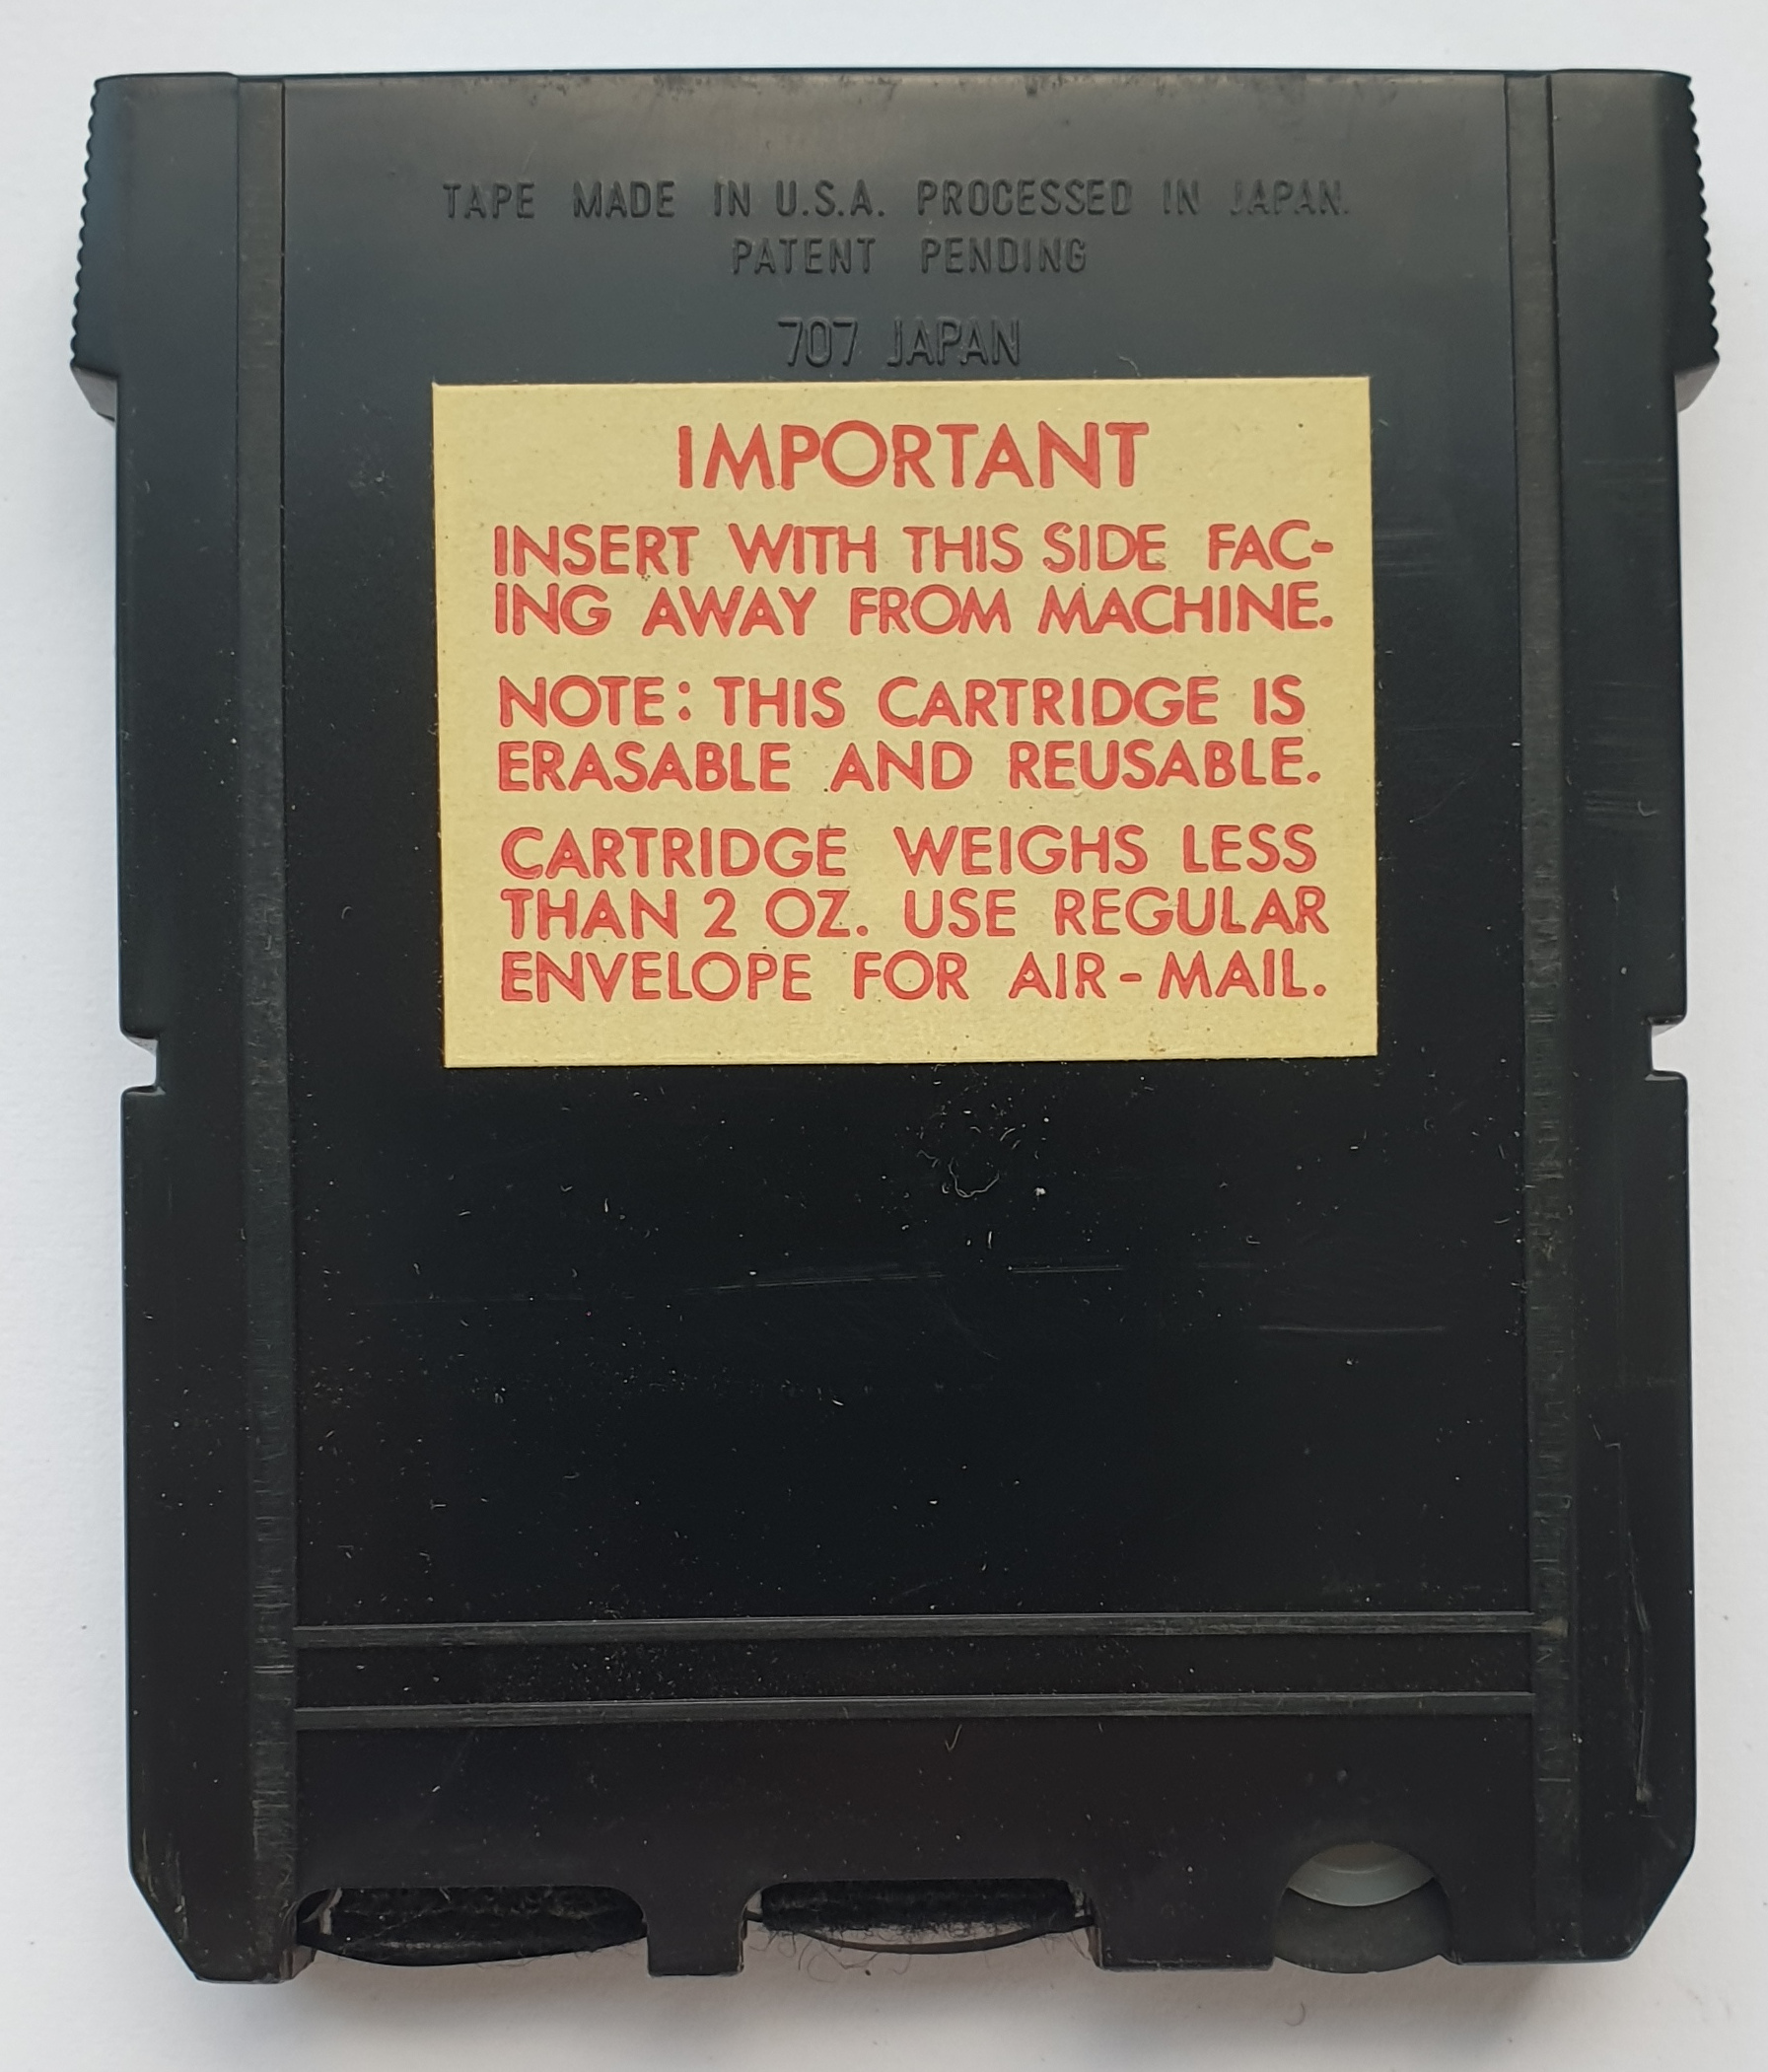 TAPE MADE IN U.S.A. PROCESSED IN JAPAN.
PATENT PENDING
707 JAPAN
IMPORTANT
INSERT WITH THIS SIDE FAC-
ING AWAY FROM MACHINE.
NOTE: THIS CARTRIDGE IS
ERASABLE AND REUSABLE.
CARTRIDGE WEIGHS LESS
THAN 2 OZ. USE REGULAR
ENVELOPE FOR AIR-MAIL.